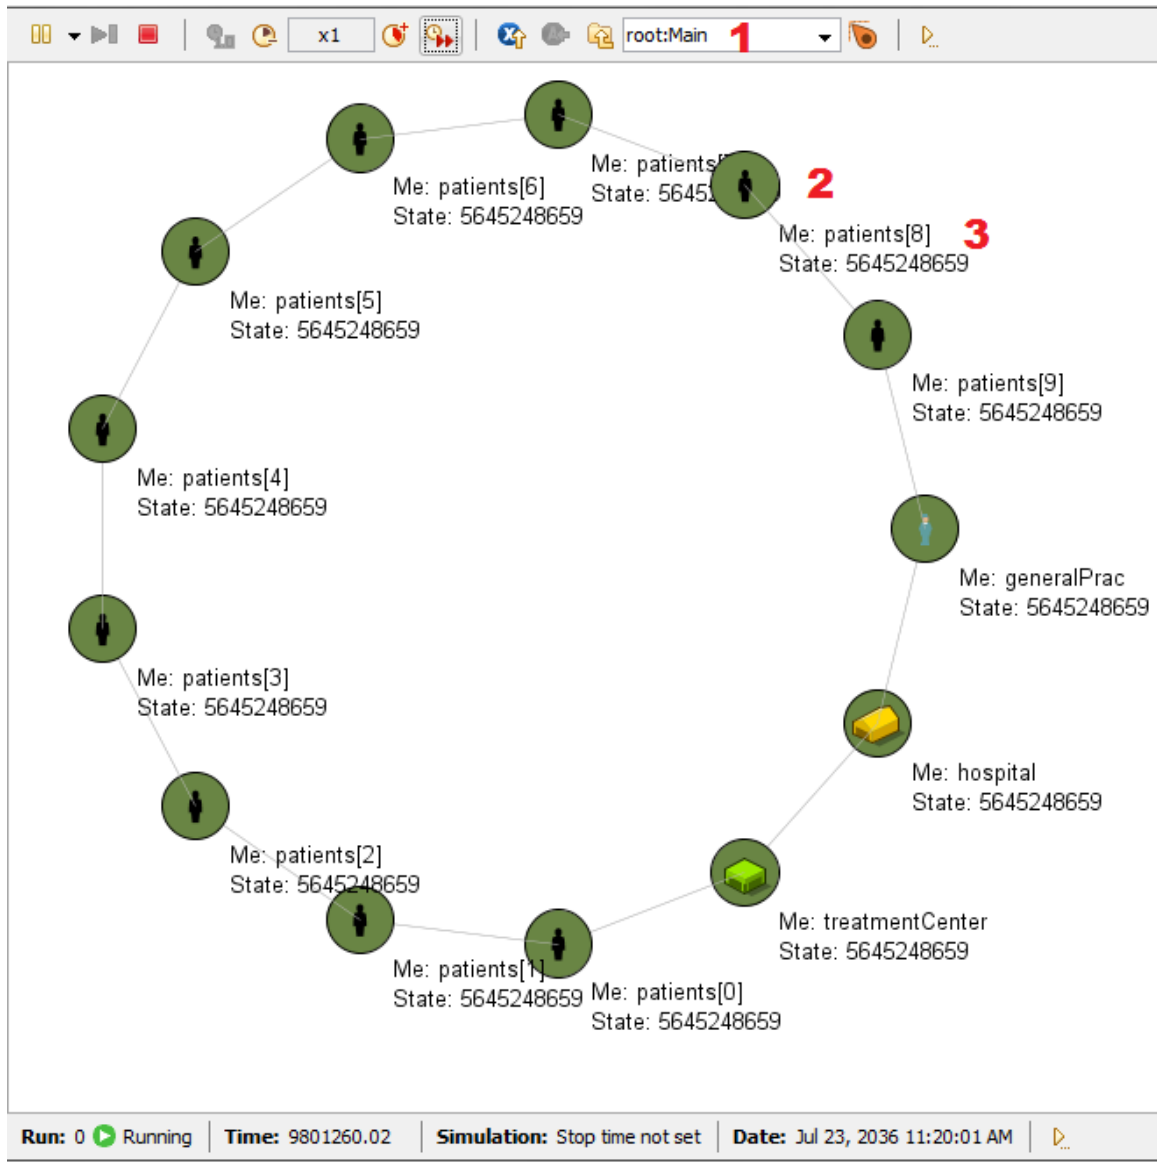 x1
root:Main 1
2
Me: patients[6]
State: 5645248659
Me: patients[
State: 5645248659
Me: patients[8] 3
State: 5645248659
Me: patients[5]
State: 5645248659
Me: patients[9]
State: 5645248659
Me: patients[4]
State: 5645248659
Me: generalPrac
State: 5645248659
Me: patients[3]
State: 5645248659
Me: hospital
State: 5645248659
Me: patients[2]
State: 5645248659
Me: treatmentCenter
State: 5645248659
Me: patients[1]
State: 5645248659
Me: patients[0]
State: 5645248659
Run: 0 Running Time: 9801260.02 Simulation: Stop time not set Date: Jul 23, 2036 11:20:01 AM